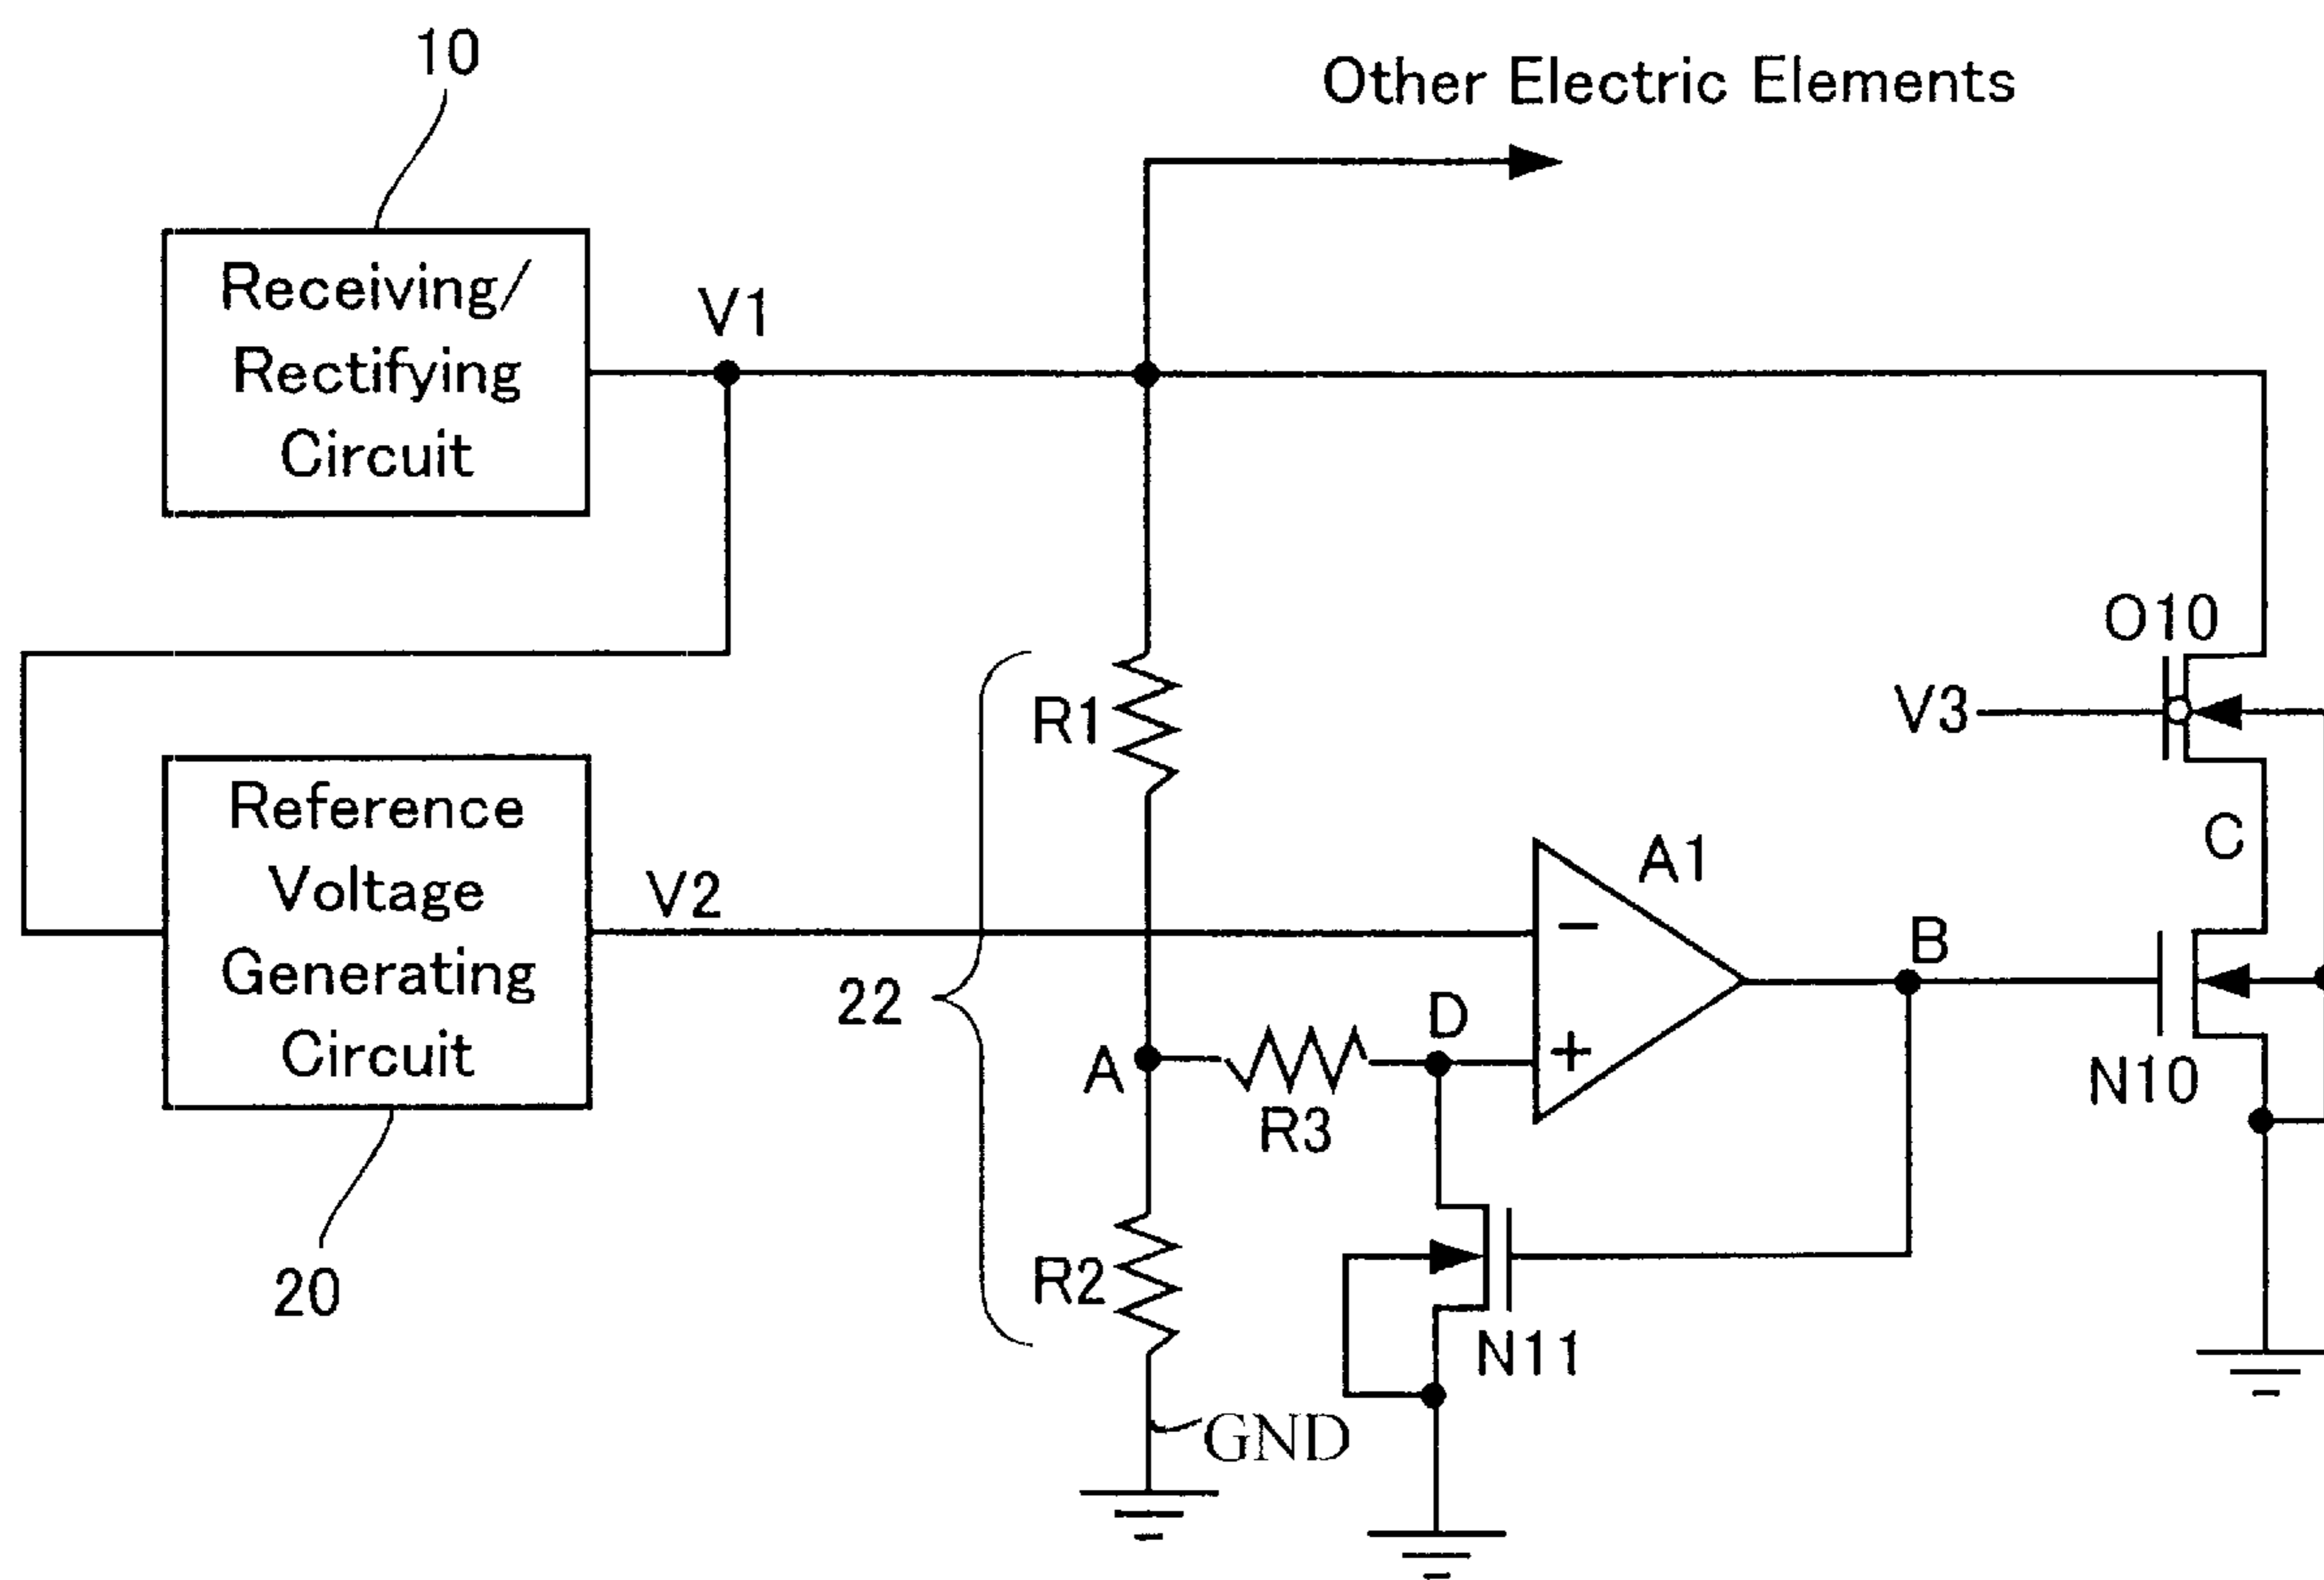 10
Other Electric Elements
Receiving/
Rectifying
Circuit
V1
O10
V3
R1
C
Reference
Voltage
Generating
Circuit
V2
A1
−
B
22
D
+
A
R3
N10
20
R2
N11
GND